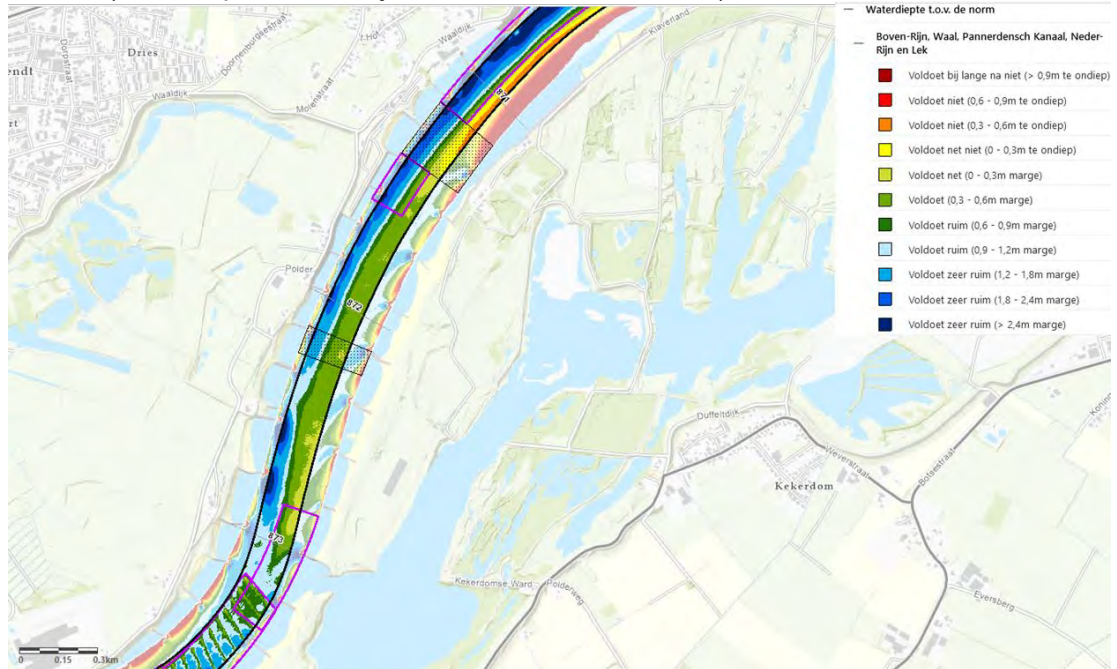 Waterdiepte t.o.v. de norm
Boven-Rijn, Waal, Pannerdensch Kanaal, Neder-
Rijn en Lek
Voldoet bij lange na niet (> 0,9m te ondiep)
Voldoet niet (0,6 - 0,9m te ondiep)
Voldoet niet (0,3 - 0,6m te ondiep)
Voldoet net niet (0 - 0,3m te ondiep)
Voldoet net (0 - 0,3m marge)
Voldoet (0,3 - 0,6m marge)
Voldoet ruim (0,6 - 0,9m marge)
Voldoet ruim (0,9 - 1,2m marge)
Voldoet zeer ruim (1,2 - 1,8m marge)
Voldoet zeer ruim (1,8 - 2,4m marge)
Voldoet zeer ruim (> 2,4m marge)
Dorpstraat
Dries
Doornenburgsestraat
Klaverland
endt
Waaldijk
Molenstraat
871
Waaldijk
Polder
872
Duffeltdijk
Weverstraat
Botsestraat
Koning
Kekerdom
873
Kekerdomse Ward
Polderweg
Eversberg
0 0.15 0.3km